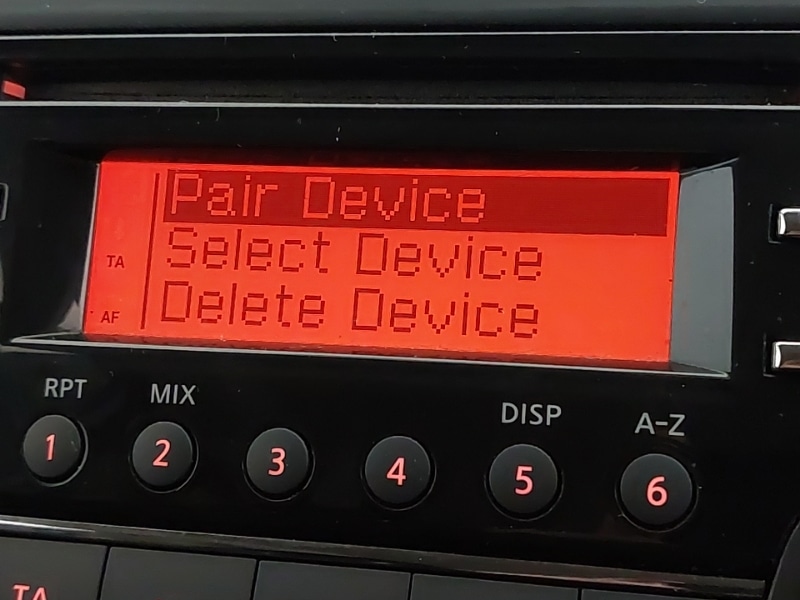 Pair Device
TA Select Device
AF Delete Device
RPT MIX DISP A-Z
1 2 3 4 5 6
TA